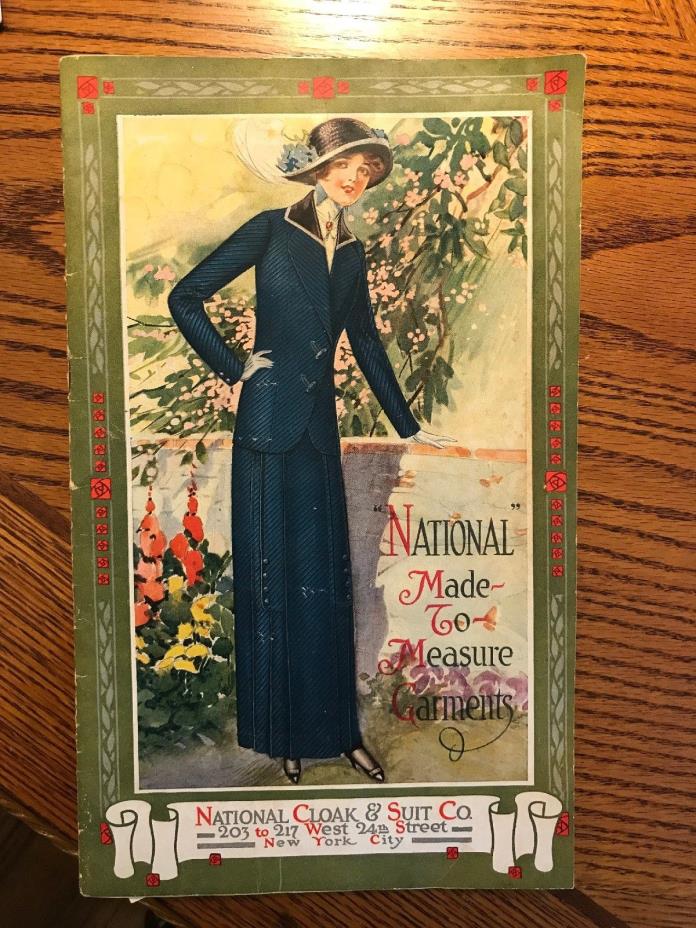 "NATIONAL"
Made-
To-
Measure
Garments
NATIONAL CLOAK & SUIT CO.
203 to 217 West 24th Street
New York City